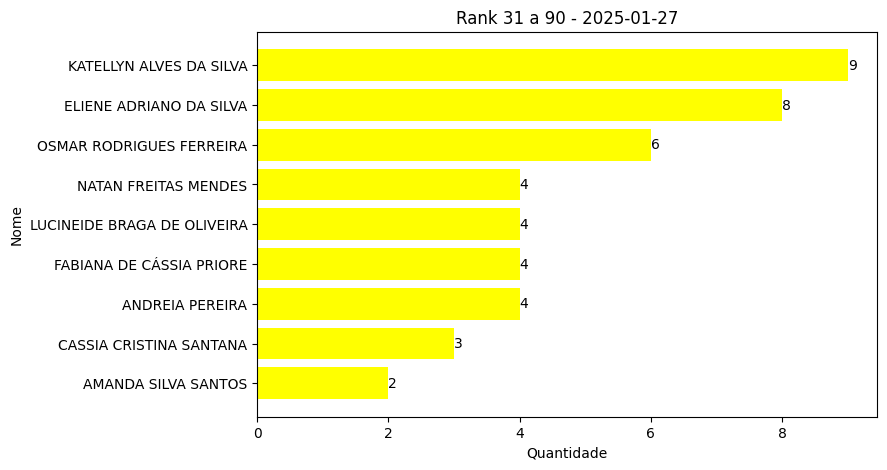 Rank 31 a 90 - 2025-01-27
KATELLYN ALVES DA SILVA 9
ELIENE ADRIANO DA SILVA 8
OSMAR RODRIGUES FERREIRA 6
NATAN FREITAS MENDES 4
LUCINEIDE BRAGA DE OLIVEIRA 4
FABIANA DE CÁSSIA PRIORE 4
ANDREIA PEREIRA 4
CASSIA CRISTINA SANTANA 3
AMANDA SILVA SANTOS 2
Nome
0 2 4 6 8
Quantidade